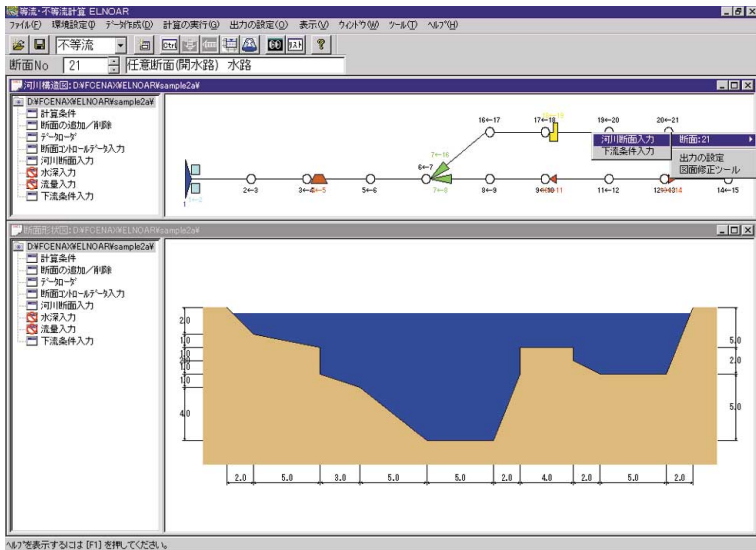 等流・不等流計算 ELNOAR
ファイル(F) 環境設定(I) データ作成(D) 計算の実行(G) 出力の設定(O) 表示(V) ウィンドウ(W) ツール(T) ヘルプ(H)
不等流
Ctrl
リスト
断面No 21 任意断面(開水路) 水路
河川構造図: D:¥FCENAX¥ELNOAR¥sample2a¥
D:¥FCENAX¥ELNOAR¥sample2a¥
計算条件
断面の追加/削除
データローダ
断面コントロールデータ入力
河川断面入力
水深入力
流量入力
下流条件入力
16←17 17←18 19←20 20←21
河川断面入力 断面:21
下流条件入力
出力の設定
図面修正ツール
7←16
6←7
7←8
1
2←3 3←4 4←5 5←6 8←9 9←10 10←11 11←12 12←13 13←14 14←15
断面形状図: D:¥FCENAX¥ELNOAR¥sample2a¥
D:¥FCENAX¥ELNOAR¥sample2a¥
計算条件
断面の追加/削除
データローダ
断面コントロールデータ入力
河川断面入力
水深入力
流量入力
下流条件入力
2.0
1.0
1.0
1.0
4.0
5.0
2.0
5.0
2.0 5.0 3.0 5.0 5.0 2.0 4.0 2.0 5.0 2.0
ヘルプを表示するには [F1] を押してください。